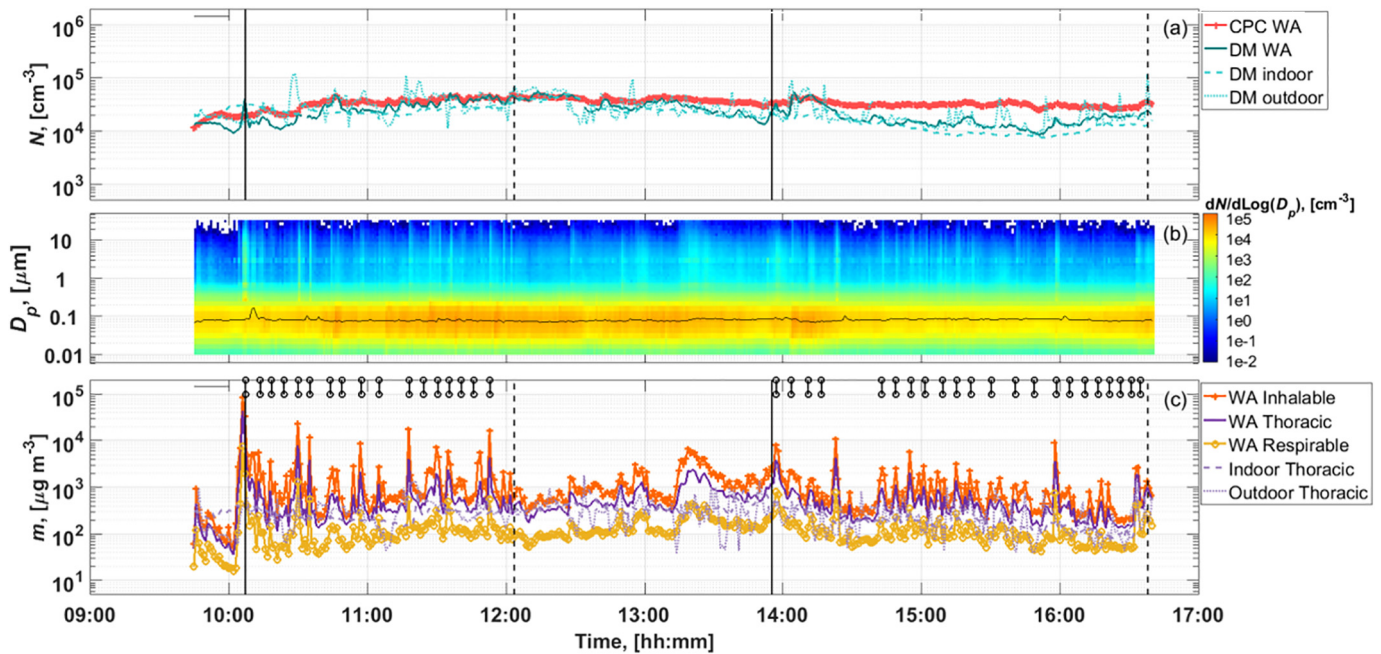 (a)
N, [cm⁻³]
10⁶
10⁵
10⁴
10³
CPC WA
DM WA
DM indoor
DM outdoor
(b)
Dₚ, [μm]
10
1
0.1
0.01
dN/dLog(Dₚ), [cm⁻³]
1e5
1e4
1e3
1e2
1e1
1e0
1e-1
1e-2
(c)
m, [μg m⁻³]
10⁵
10⁴
10³
10²
10¹
WA Inhalable
WA Thoracic
WA Respirable
Indoor Thoracic
Outdoor Thoracic
09:00 10:00 11:00 12:00 13:00 14:00 15:00 16:00 17:00
Time, [hh:mm]